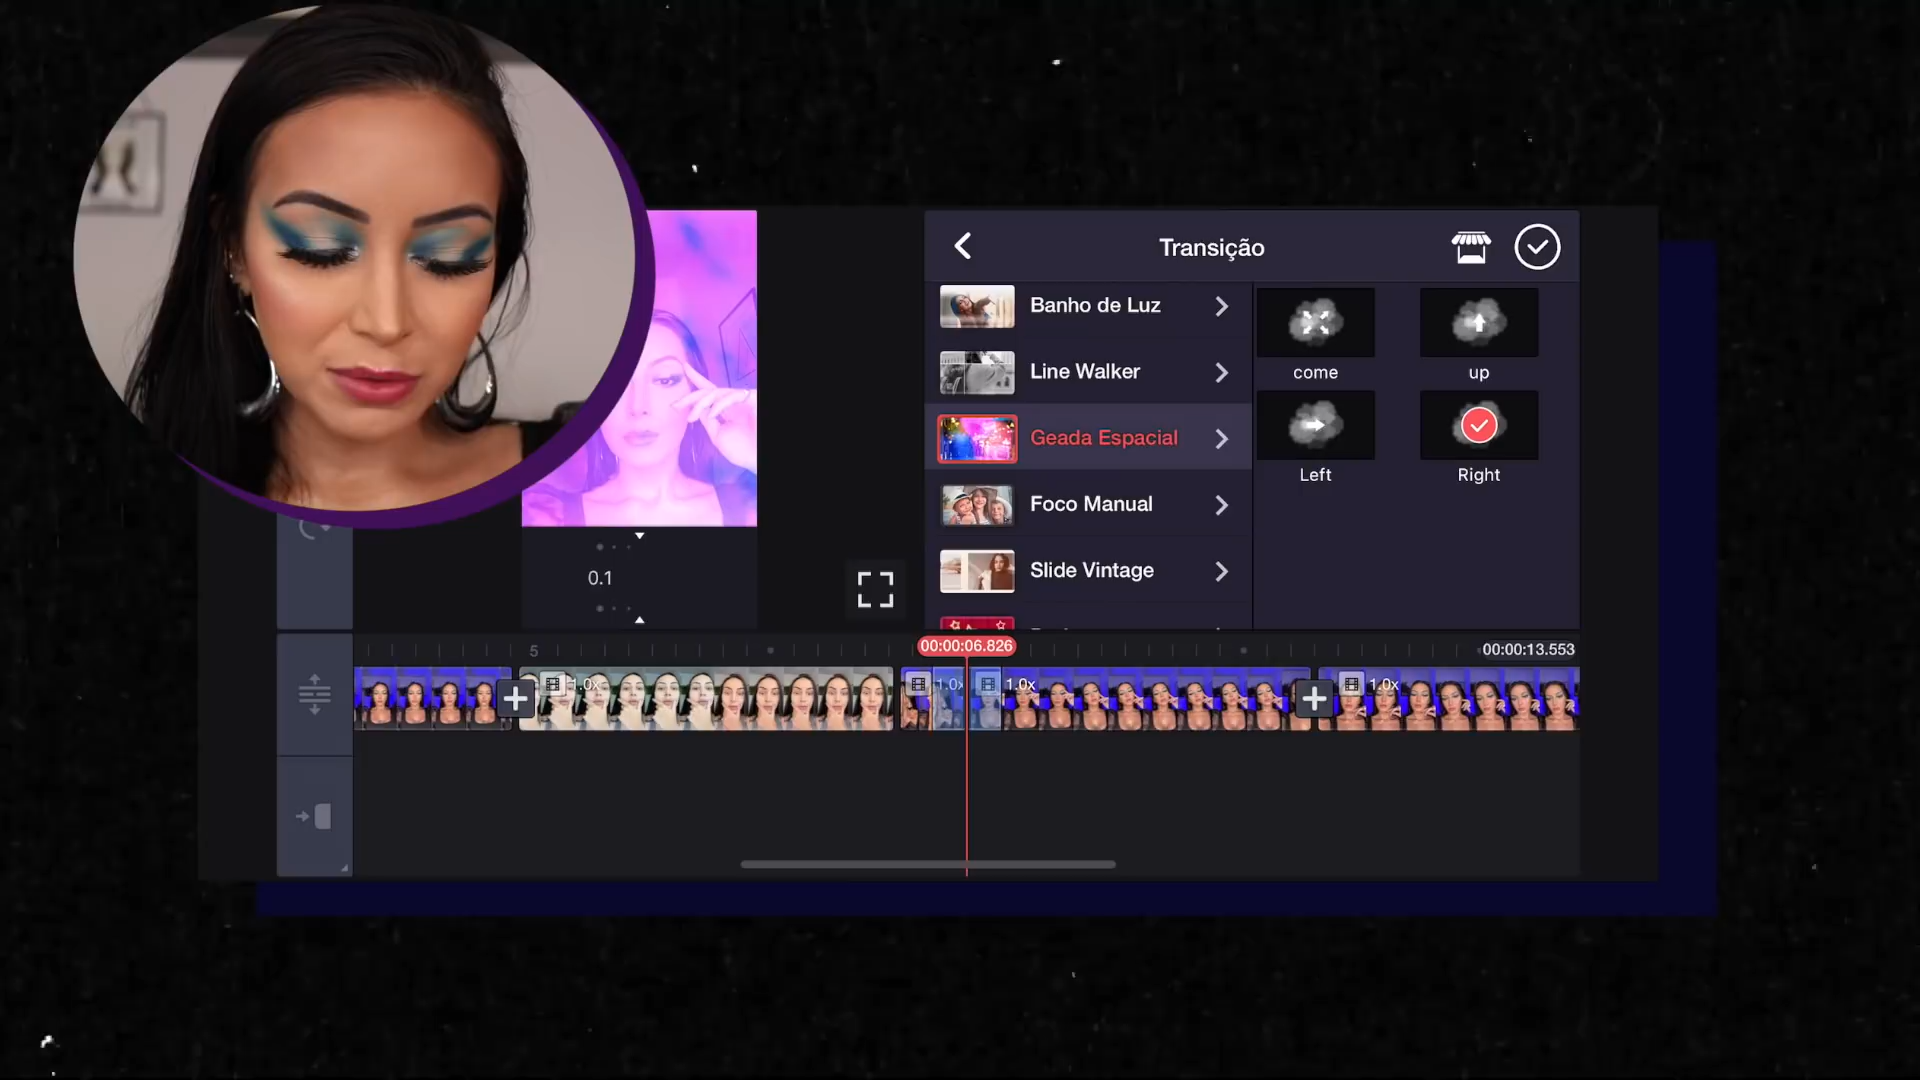 Transição
Banho de Luz
come
up
Line Walker
Geada Espacial
Left
Right
Foco Manual
Slide Vintage
0.1
5
00:00:06.826
00:00:13.553
1.0x
1.0x
1.0x
1.0x